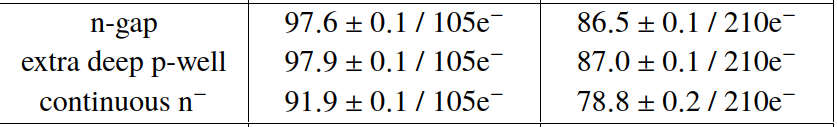 n-gap 97.6 ± 0.1 / 105e⁻ 86.5 ± 0.1 / 210e⁻
extra deep p-well 97.9 ± 0.1 / 105e⁻ 87.0 ± 0.1 / 210e⁻
continuous n⁻ 91.9 ± 0.1 / 105e⁻ 78.8 ± 0.2 / 210e⁻